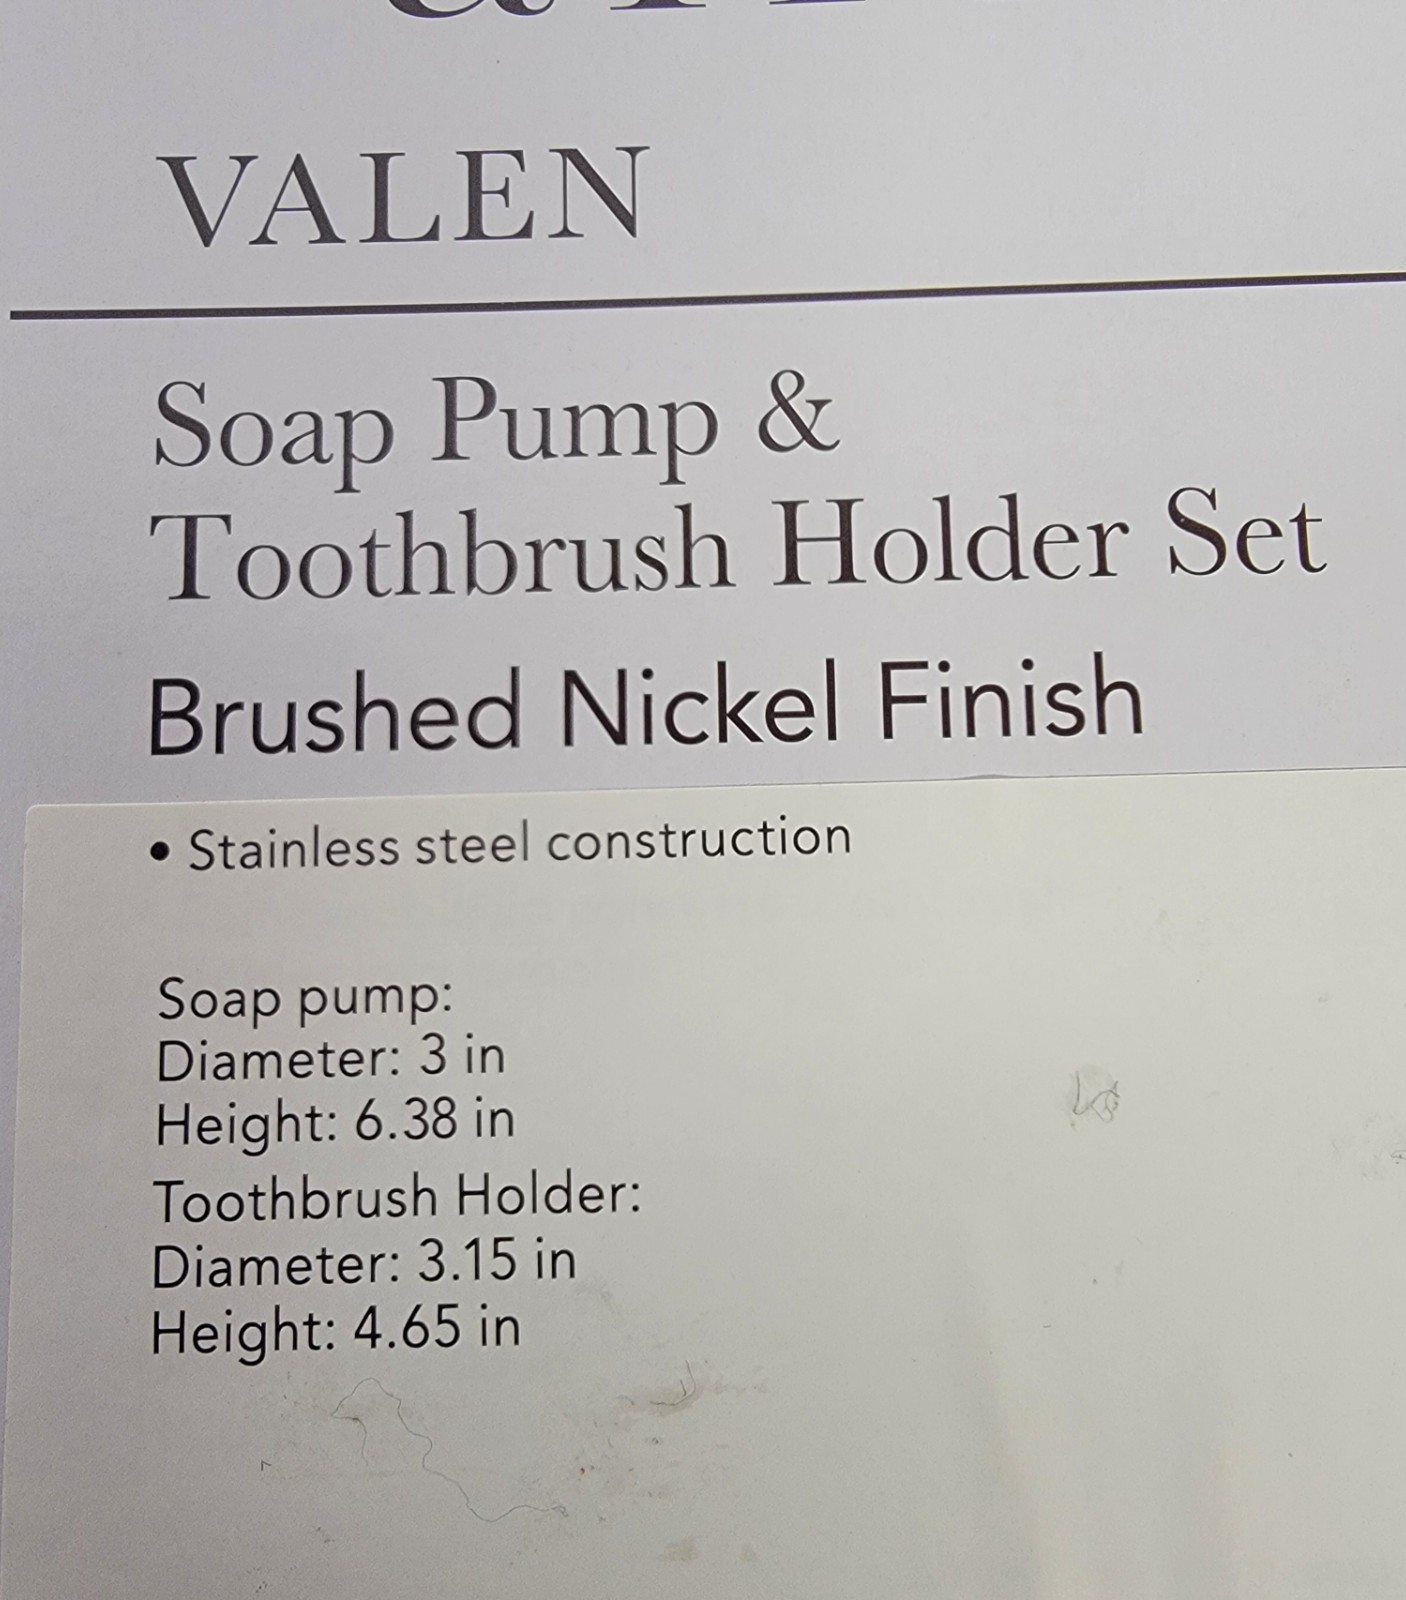 VALEN
Soap Pump &
Toothbrush Holder Set
Brushed Nickel Finish
• Stainless steel construction
Soap pump:
Diameter: 3 in
Height: 6.38 in
Toothbrush Holder:
Diameter: 3.15 in
Height: 4.65 in